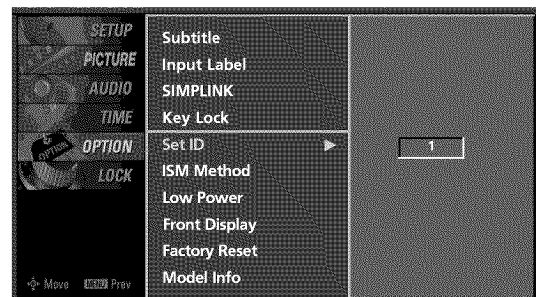 SETUP
PICTURE
AUDIO
TIME
OPTION
OPTION
LOCK
Move MENU Prev
Subtitle
Input Label
SIMPLINK
Key Lock
Set ID
ISM Method
Low Power
Front Display
Factory Reset
Model Info
1